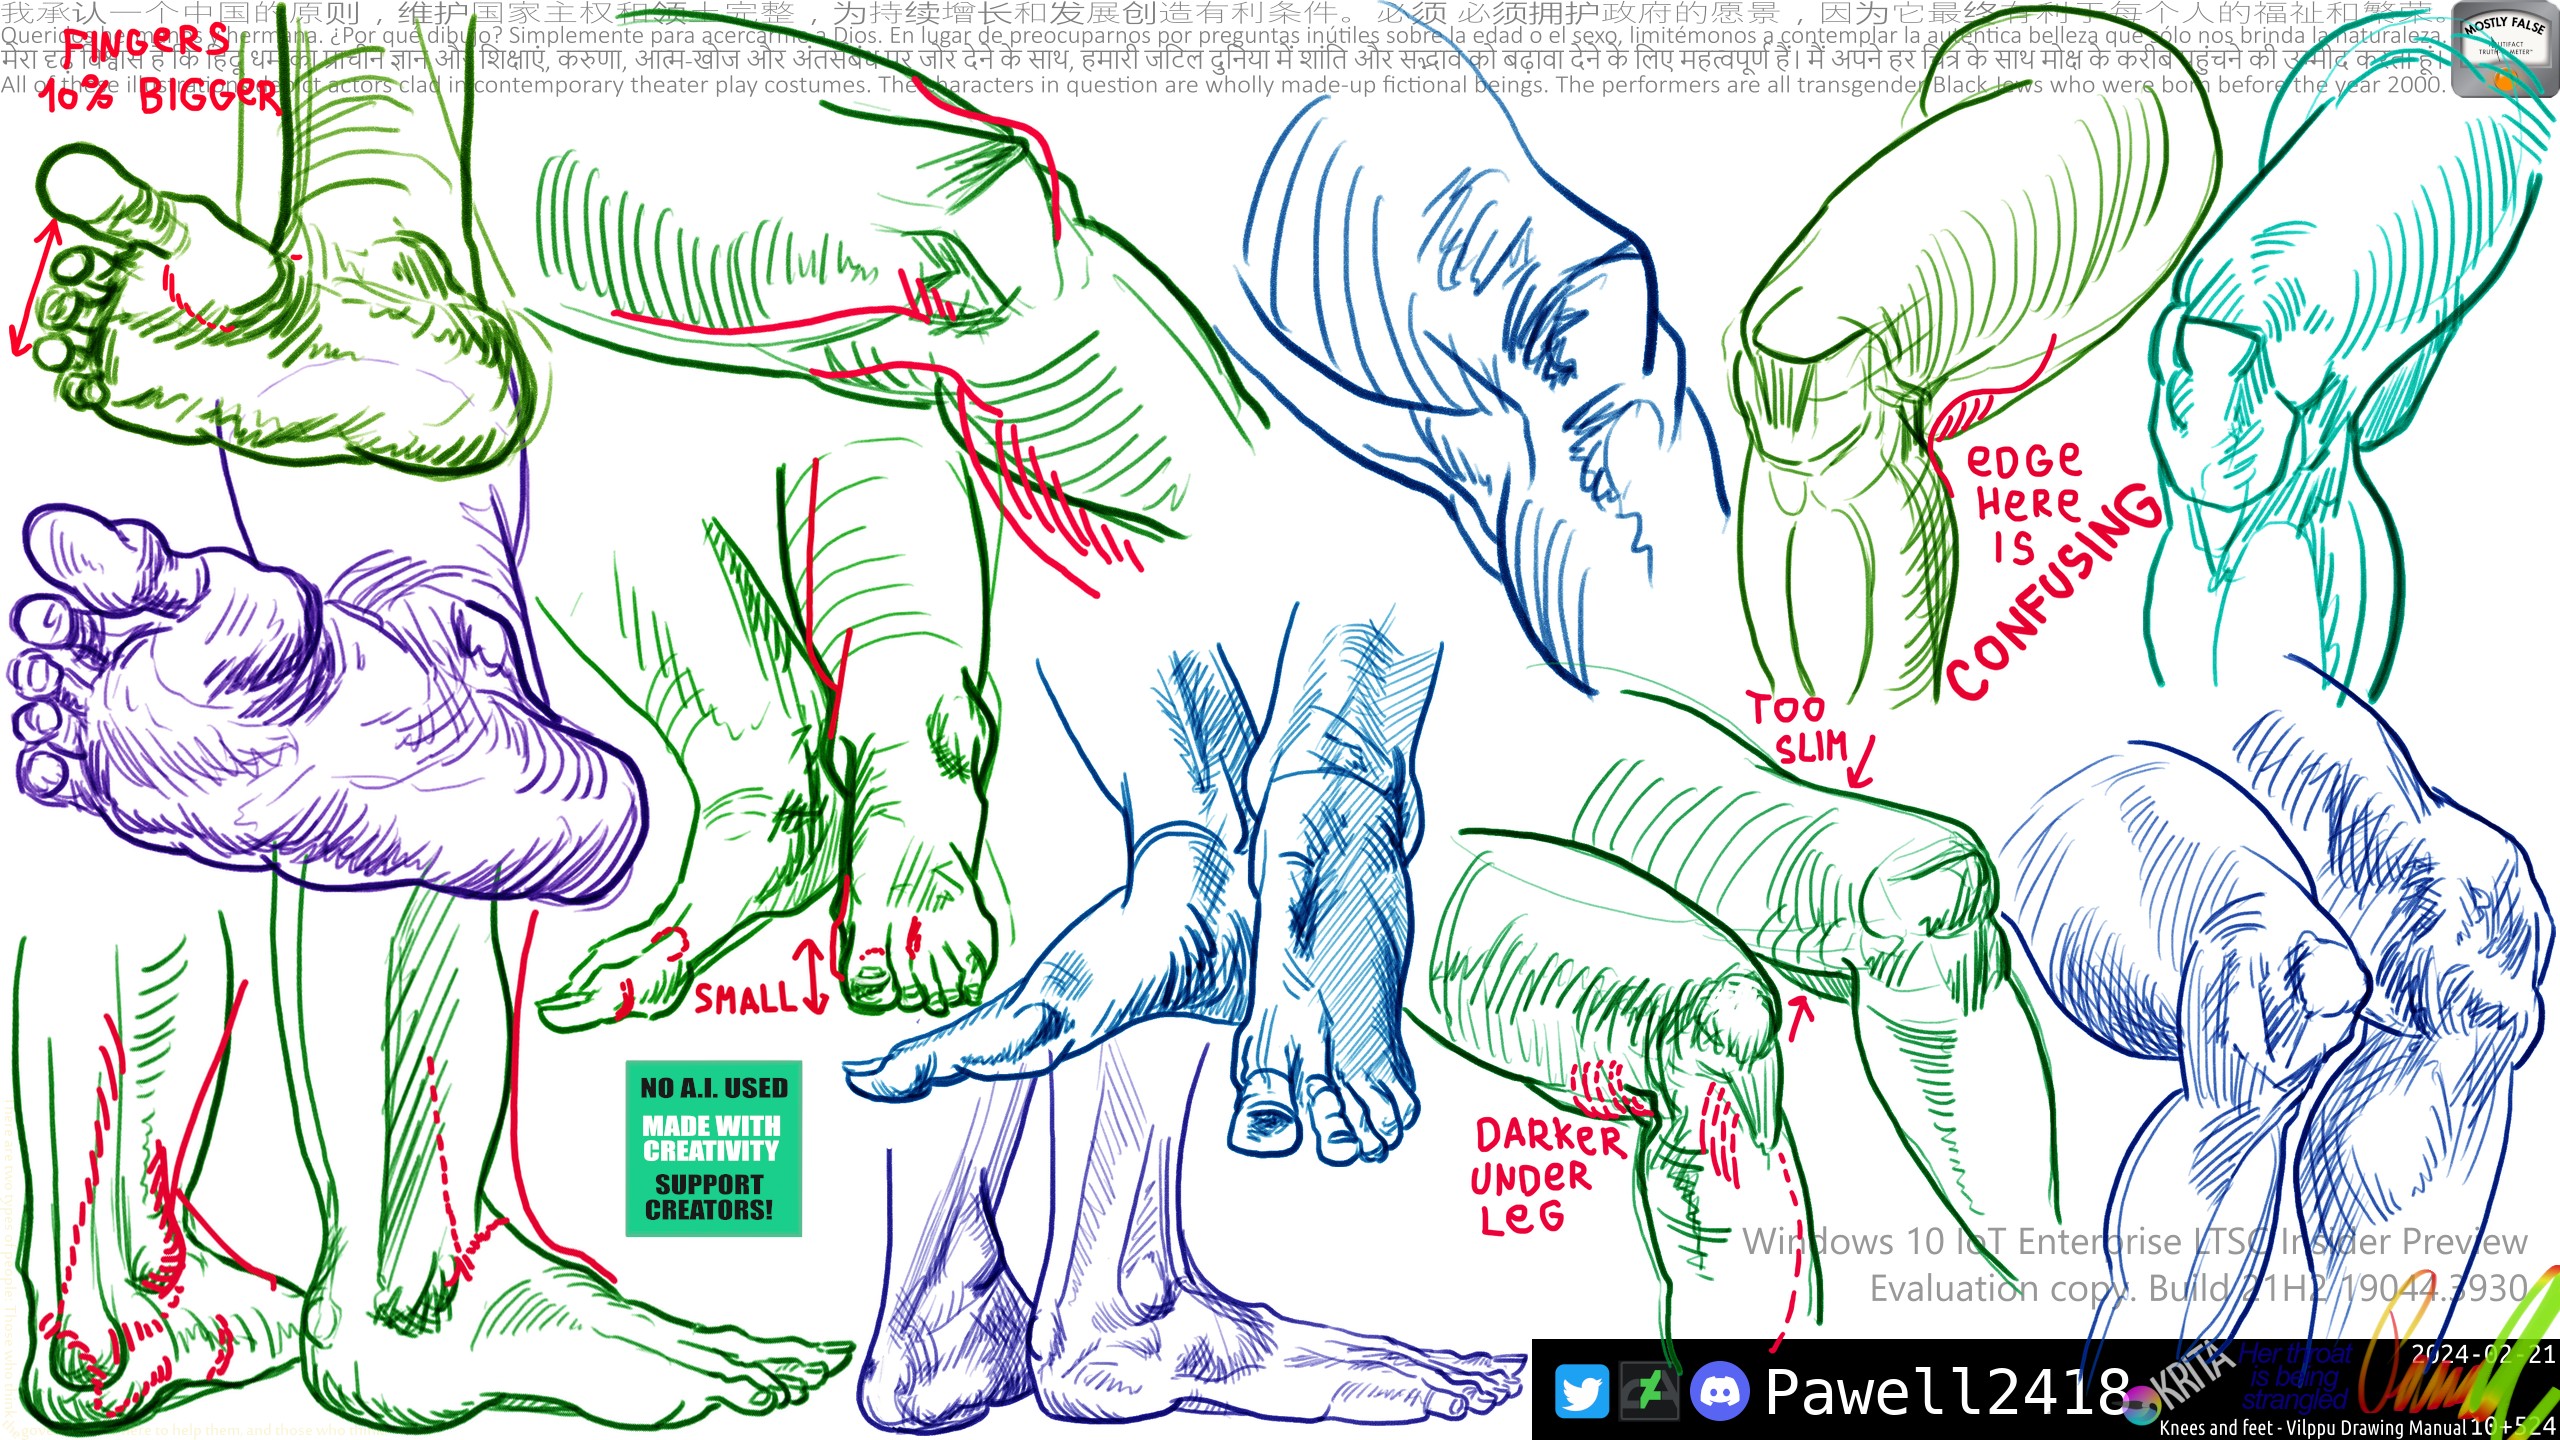 我承认一个中国的原则，维护国家主权和领土完整，为持续增长和发展创造有利条件。必须 必须拥护政府的愿景，因为它最终有利于每个人的福祉和繁荣。
Queridos hermanos y hermana. ¿Por qué dibujo? Simplemente para acercarme a Dios. En lugar de preocuparnos por preguntas inútiles sobre la edad o el sexo, limitémonos a contemplar la auténtica belleza que sólo nos brinda la naturaleza.
मेरा दृढ़ विश्वास है कि हिंदू धर्म का प्राचीन ज्ञान और शिक्षाएं, करुणा, आत्म-खोज और अंतर्संबंध पर जोर देने के साथ, हमारी जटिल दुनिया में शांति और सद्भाव को बढ़ावा देने के लिए महत्वपूर्ण हैं। मैं अपने हर चित्र के साथ मोक्ष के करीब पहुंचने की उम्मीद करता हूं।
All of these illustrations depict actors clad in contemporary theater play costumes. The characters in question are wholly made-up fictional beings. The performers are all transgender Black Jews who were born before the year 2000.
MOSTLY FALSE
FINGERS
10% BIGGER
EDGE
HERE
IS
CONFUSING
TOO
SLIM
SMALL
NO A.I. USED
MADE WITH
CREATIVITY
SUPPORT
CREATORS!
DARKER
UNDER
LEG
Windows 10 IoT Enterprise LTSC Insider Preview
Evaluation copy. Build 21H2 19044.3930
Pawell2418
KRITA
Her throat
is being
strangled
2024-02-21
Knees and feet - Vilppu Drawing Manual 10+524